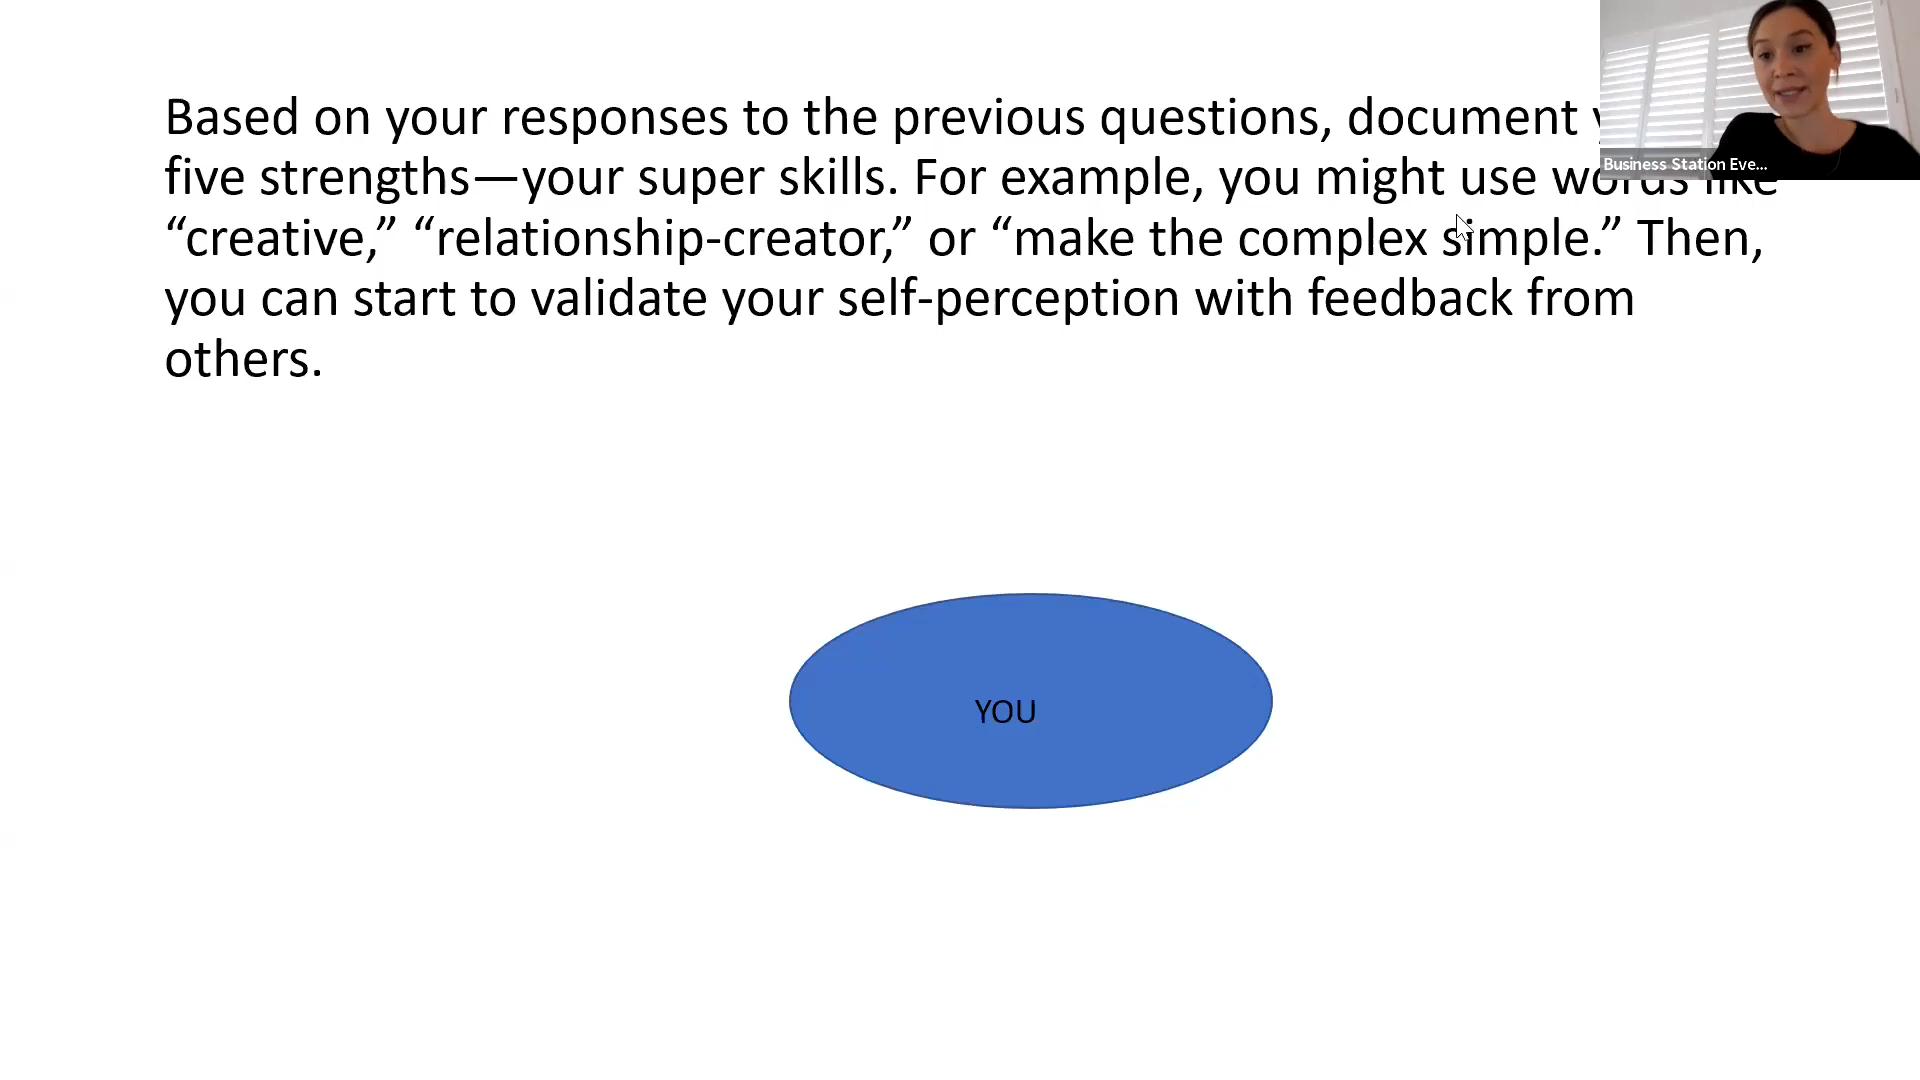 Based on your responses to the previous questions, document
five strengths—your super skills. For example, you might use words like
“creative,” “relationship-creator,” or “make the complex simple.” Then,
you can start to validate your self-perception with feedback from
others.
Business Station Eve...
YOU